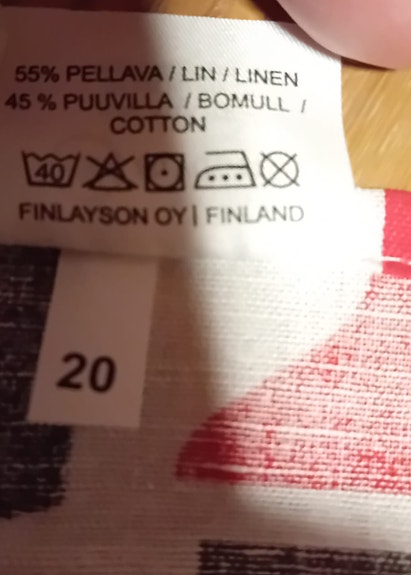 55% PELLAVA / LIN / LINEN
45 % PUUVILLA / BOMULL /
COTTON
40
FINLAYSON OY | FINLAND
20